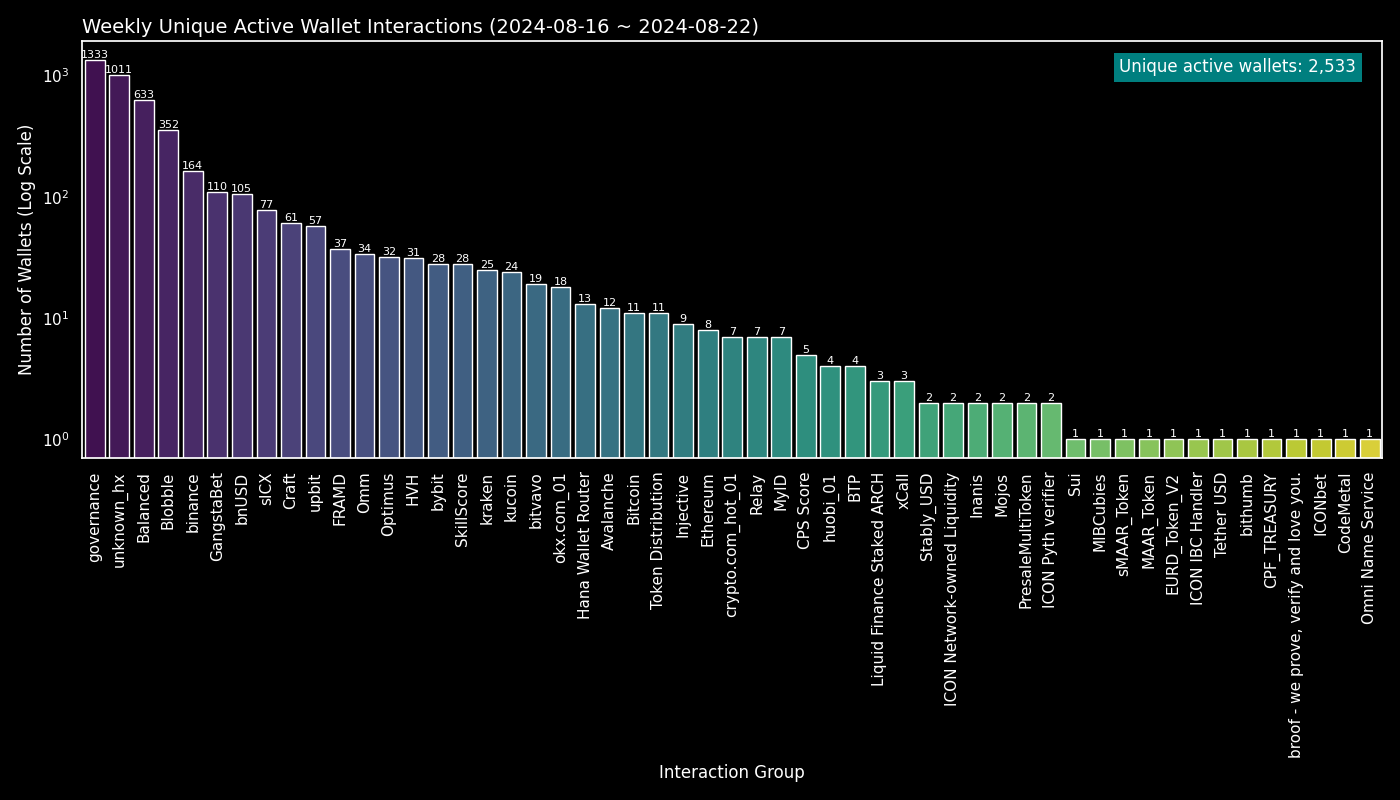 Weekly Unique Active Wallet Interactions (2024-08-16 ~ 2024-08-22)
Unique active wallets: 2,533
Number of Wallets (Log Scale)
10³
10²
10¹
10⁰
1333
1011
633
352
164
110
105
77
61
57
37
34
32
31
28
28
25
24
19
18
13
12
11
11
9
8
7
7
7
5
4
4
3
3
2
2
2
2
2
2
1
1
1
1
1
1
1
1
1
1
1
1
1
governance
unknown_hx
Balanced
Blobble
binance
GangstaBet
bnUSD
sICX
Craft
upbit
FRAMD
Omm
Optimus
HVH
bybit
SkillScore
kraken
kucoin
bitvavo
okx.com_01
Hana Wallet Router
Avalanche
Bitcoin
Token Distribution
Injective
Ethereum
crypto.com_hot_01
Relay
MyID
CPS Score
huobi_01
BTP
Liquid Finance Staked ARCH
xCall
Stably_USD
ICON Network-owned Liquidity
Inanis
Mojos
PresaleMultiToken
ICON Pyth verifier
Sui
MIBCubies
sMAAR_Token
MAAR_Token
EURD_Token_V2
ICON IBC Handler
Tether USD
bithumb
CPF_TREASURY
broof - we prove, verify and love you.
ICONbet
CodeMetal
Omni Name Service
Interaction Group